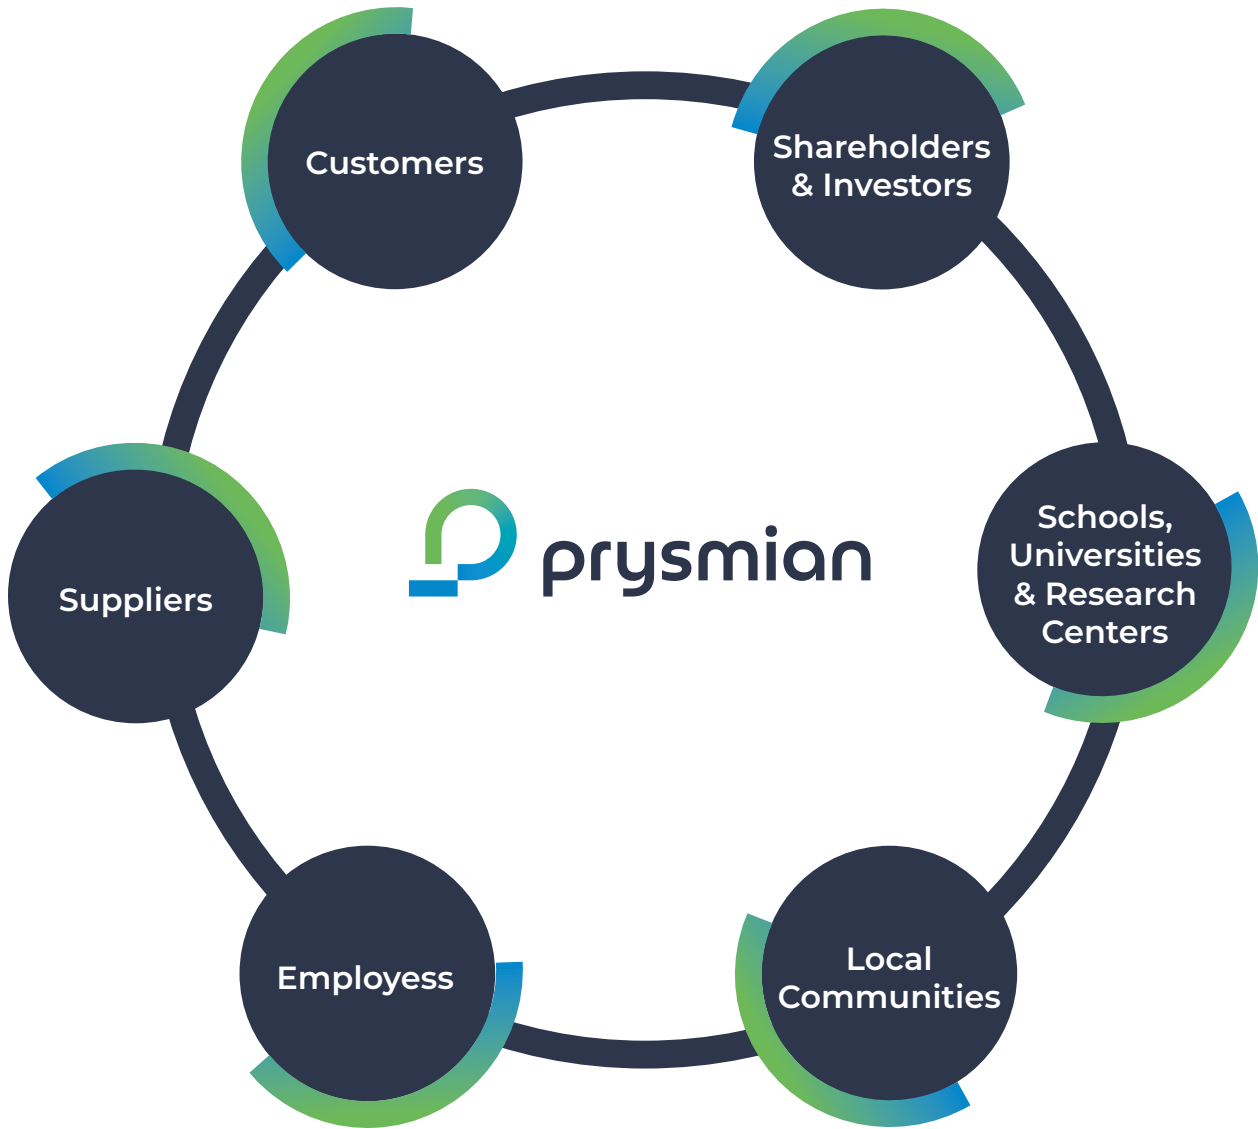 Customers
Shareholders
& Investors
Schools,
Universities
& Research
Centers
Suppliers
prysmian
Employess
Local
Communities